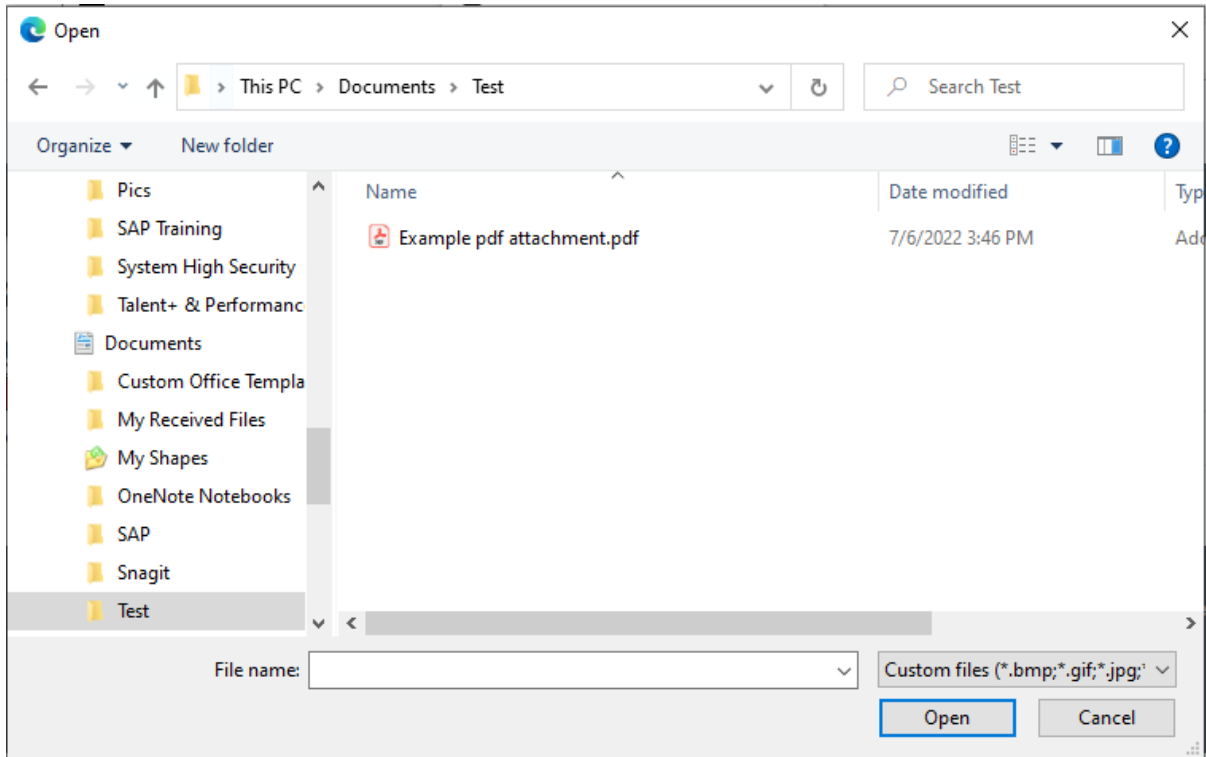 Open
This PC > Documents > Test
Search Test
Organize
New folder
Pics
SAP Training
System High Security
Talent+ & Performanc
Documents
Custom Office Templa
My Received Files
My Shapes
OneNote Notebooks
SAP
Snagit
Test
Name
Date modified
Typ
Example pdf attachment.pdf
7/6/2022 3:46 PM
Ado
File name:
Custom files (*.bmp;*.gif;*.jpg;*
Open
Cancel